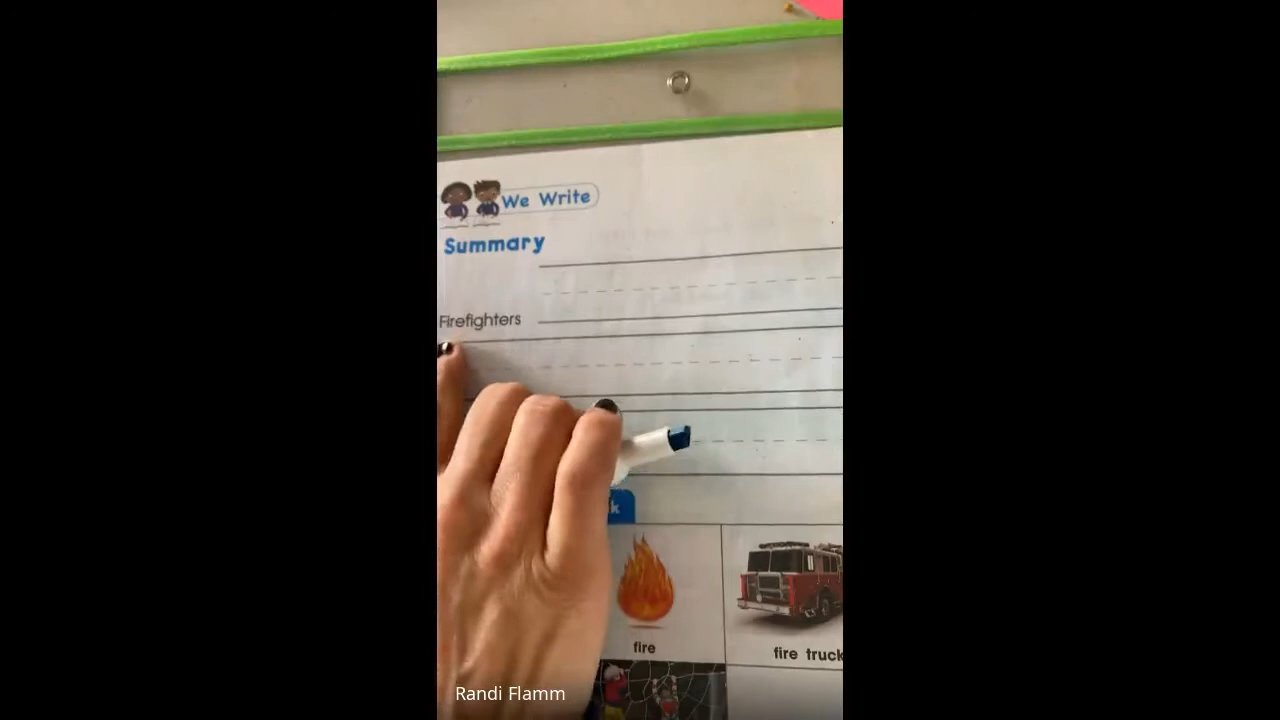 We Write
Summary
Firefighters
k
fire
fire truck
Randi Flamm